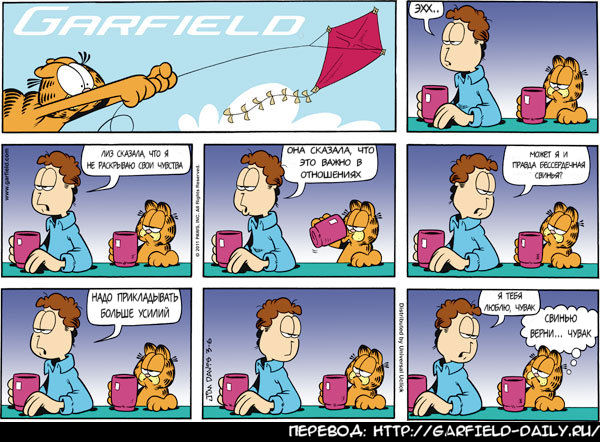 GARFIELD
ЭХХ..
www.garfield.com
ЛИЗ СКАЗАЛА, ЧТО Я
НЕ РАСКРЫВАЮ СВОИ ЧУВСТВА
© 2011 PAWS, INC. All Rights Reserved.
ОНА СКАЗАЛА, ЧТО
ЭТО ВАЖНО В
ОТНОШЕНИЯХ
МОЖЕТ Я И
ПРАВДА БЕССЕРДЕЧНАЯ
СВИНЬЯ?
НАДО ПРИКЛАДЫВАТЬ
БОЛЬШЕ УСИЛИЙ
JIM DAVIS 3-6
Distributed by Universal Uclick
Я ТЕБЯ
ЛЮБЛЮ, ЧУВАК
СВИНЬЮ
ВЕРНИ... ЧУВАК
ПЕРЕВОД: HTTP://GARFIELD-DAILY.RU/